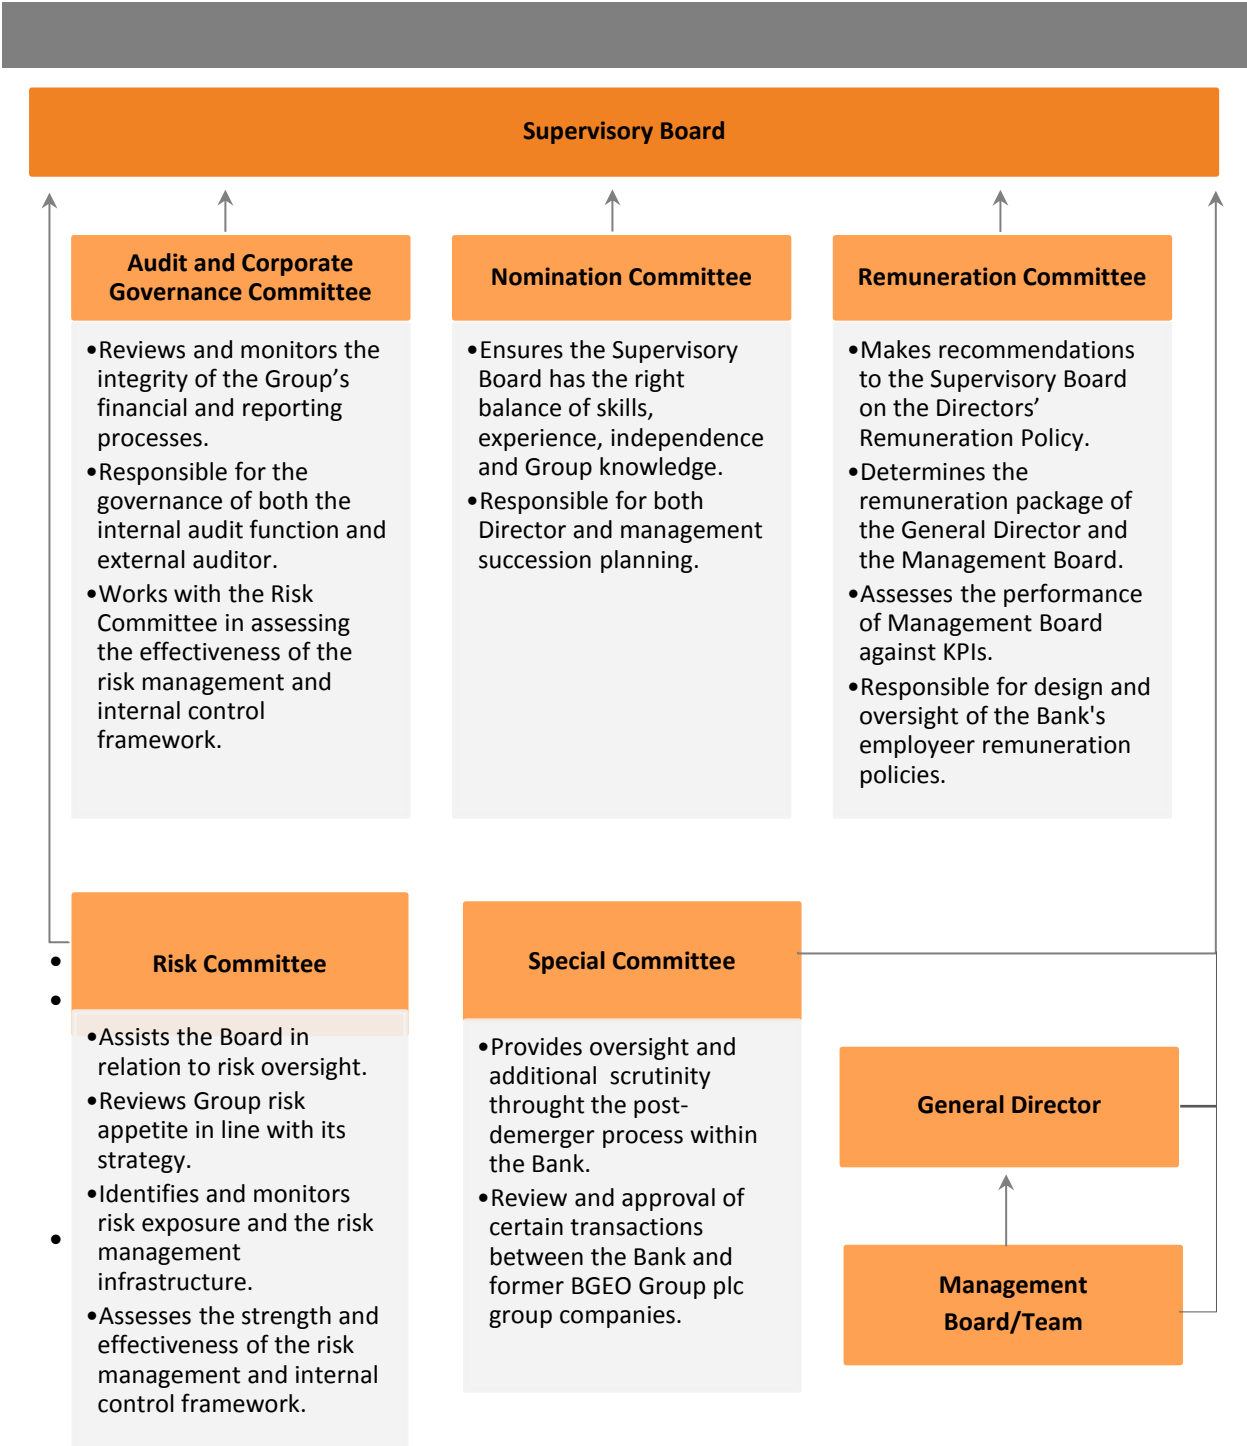 Supervisory Board
Audit and Corporate
Governance Committee
•Reviews and monitors the
integrity of the Group’s
financial and reporting
processes.
•Responsible for the
governance of both the
internal audit function and
external auditor.
•Works with the Risk
Committee in assessing
the effectiveness of the
risk management and
internal control
framework.
Nomination Committee
•Ensures the Supervisory
Board has the right
balance of skills,
experience, independence
and Group knowledge.
•Responsible for both
Director and management
succession planning.
Remuneration Committee
•Makes recommendations
to the Supervisory Board
on the Directors’
Remuneration Policy.
•Determines the
remuneration package of
the General Director and
the Management Board.
•Assesses the performance
of Management Board
against KPIs.
•Responsible for design and
oversight of the Bank's
employeer remuneration
policies.
Risk Committee
•Assists the Board in
relation to risk oversight.
•Reviews Group risk
appetite in line with its
strategy.
•Identifies and monitors
risk exposure and the risk
management
infrastructure.
•Assesses the strength and
effectiveness of the risk
management and internal
control framework.
Special Committee
•Provides oversight and
additional scrutinity
throught the post-
demerger process within
the Bank.
•Review and approval of
certain transactions
between the Bank and
former BGEO Group plc
group companies.
General Director
Management
Board/Team